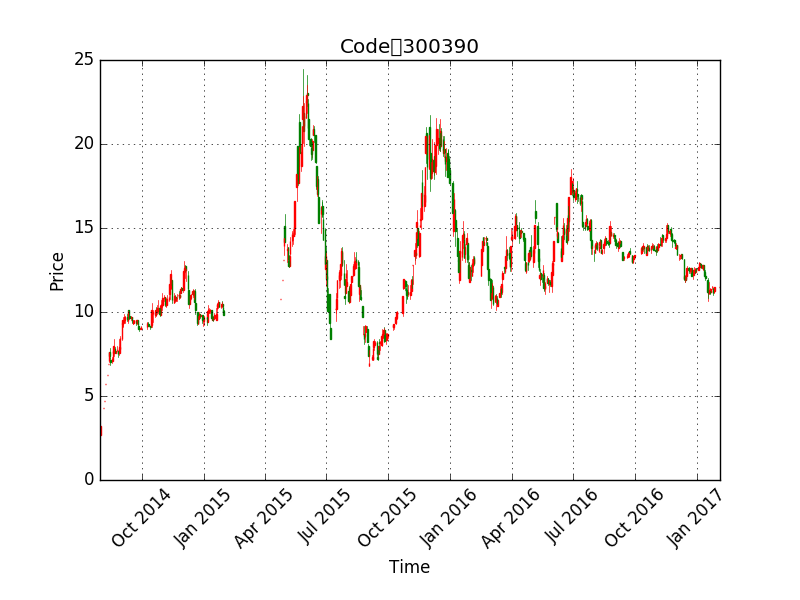 Code▯300390
25
20
15
10
5
0
Price
Oct 2014
Jan 2015
Apr 2015
Jul 2015
Oct 2015
Jan 2016
Apr 2016
Jul 2016
Oct 2016
Jan 2017
Time